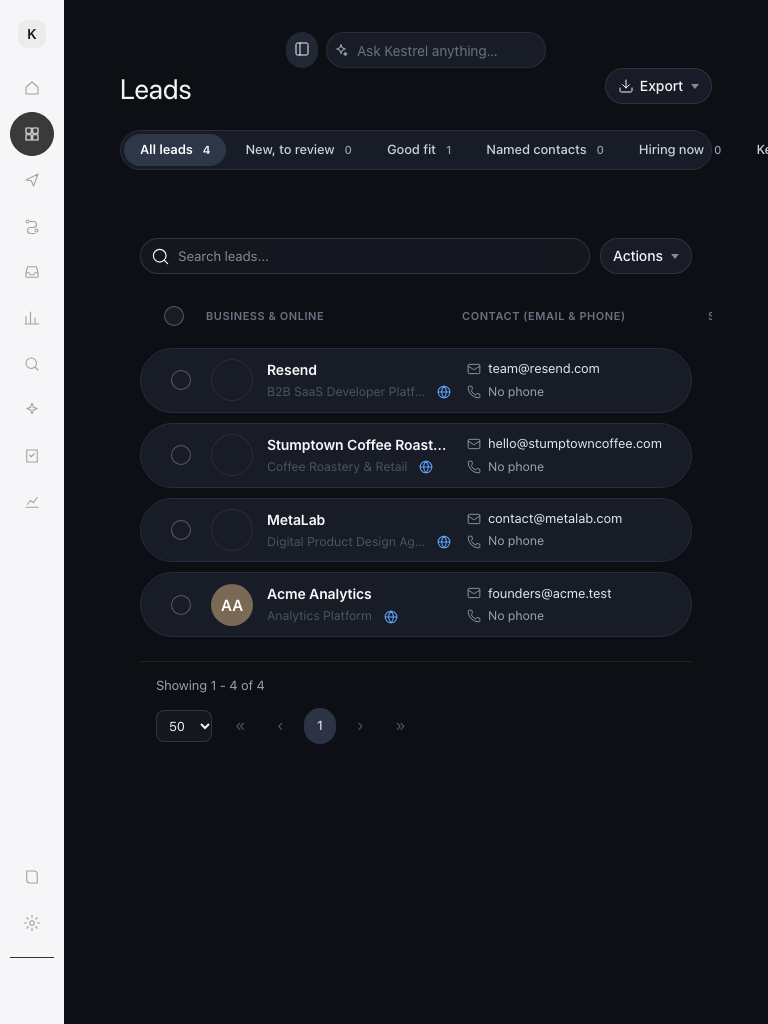 K
Ask Kestrel anything...
Leads
Export
All leads 4 New, to review 0 Good fit 1 Named contacts 0 Hiring now 0 Ke
Search leads...
Actions
BUSINESS & ONLINE CONTACT (EMAIL & PHONE) S
Resend team@resend.com
B2B SaaS Developer Platf... No phone
Stumptown Coffee Roast... hello@stumptowncoffee.com
Coffee Roastery & Retail No phone
MetaLab contact@metalab.com
Digital Product Design Ag... No phone
AA Acme Analytics founders@acme.test
Analytics Platform No phone
Showing 1 - 4 of 4
50 « ‹ 1 › »